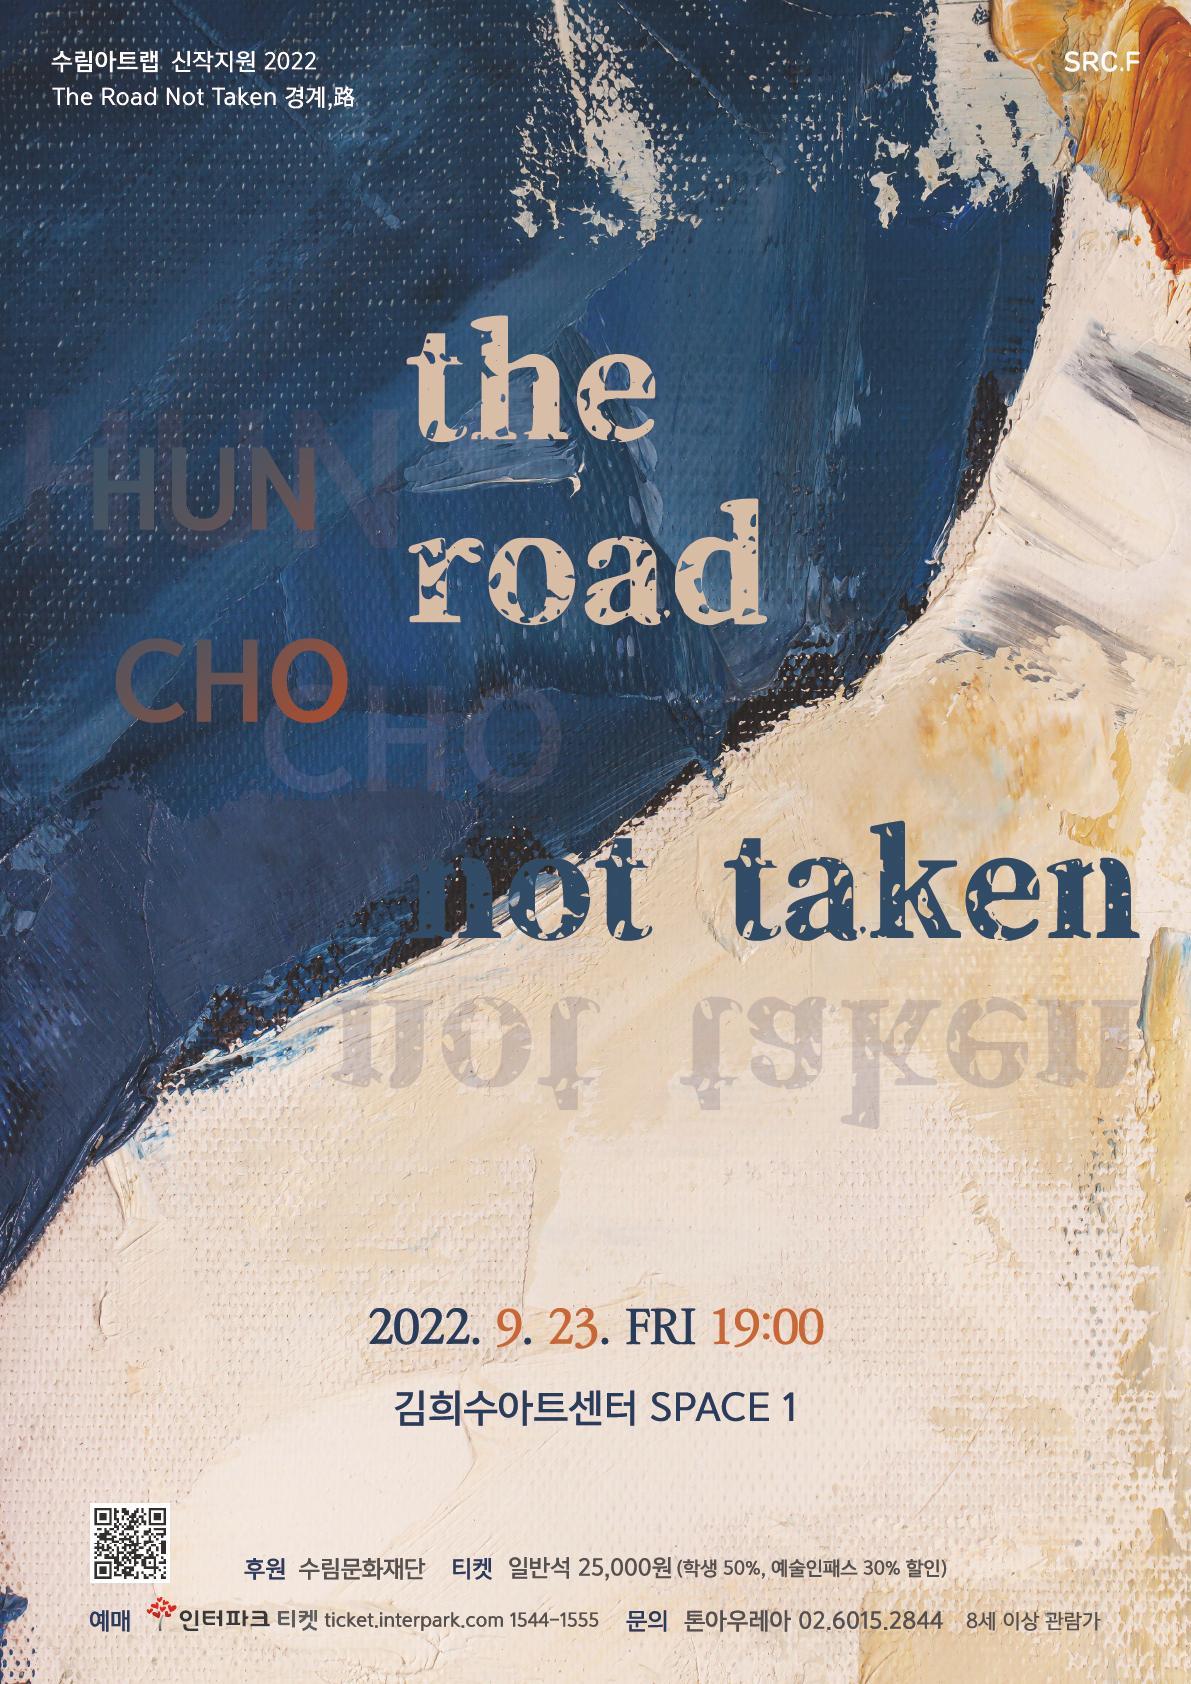 수림아트랩 신작지원 2022
The Road Not Taken 경계,路
SRC.F
the
HUN
HUN
road
CHO
CHO
not taken
not taken
2022. 9. 23. FRI 19:00
김희수아트센터 SPACE 1
후원 수림문화재단 티켓 일반석 25,000원 (학생 50%, 예술인패스 30% 할인)
예매 인터파크 티켓 ticket.interpark.com 1544-1555 문의 톤아우레아 02.6015.2844 8세 이상 관람가